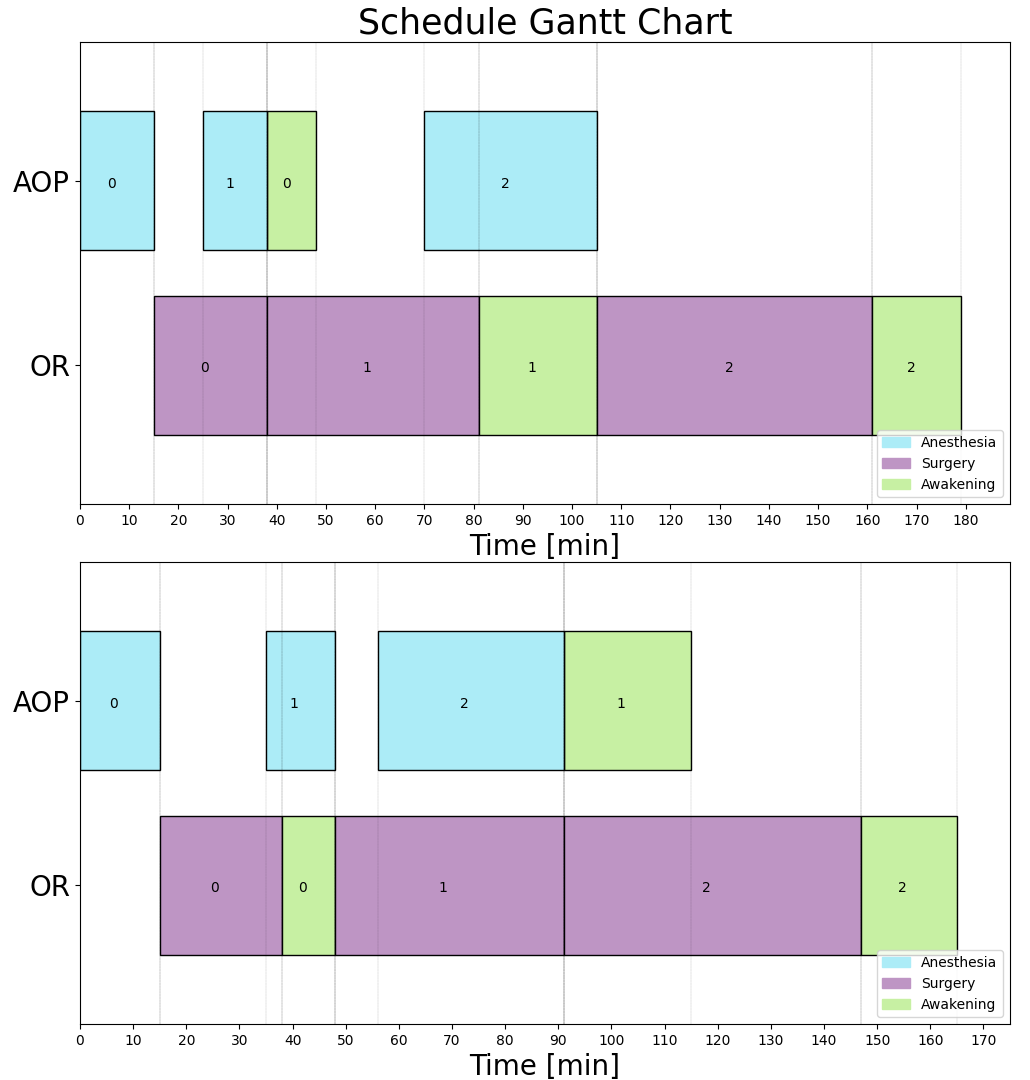 Schedule Gantt Chart
AOP
0 1 0 2
OR
0 1 1 2 2
Anesthesia
Surgery
Awakening
0 10 20 30 40 50 60 70 80 90 100 110 120 130 140 150 160 170 180
Time [min]
AOP
0 1 2 1
OR
0 0 1 2 2
Anesthesia
Surgery
Awakening
0 10 20 30 40 50 60 70 80 90 100 110 120 130 140 150 160 170
Time [min]